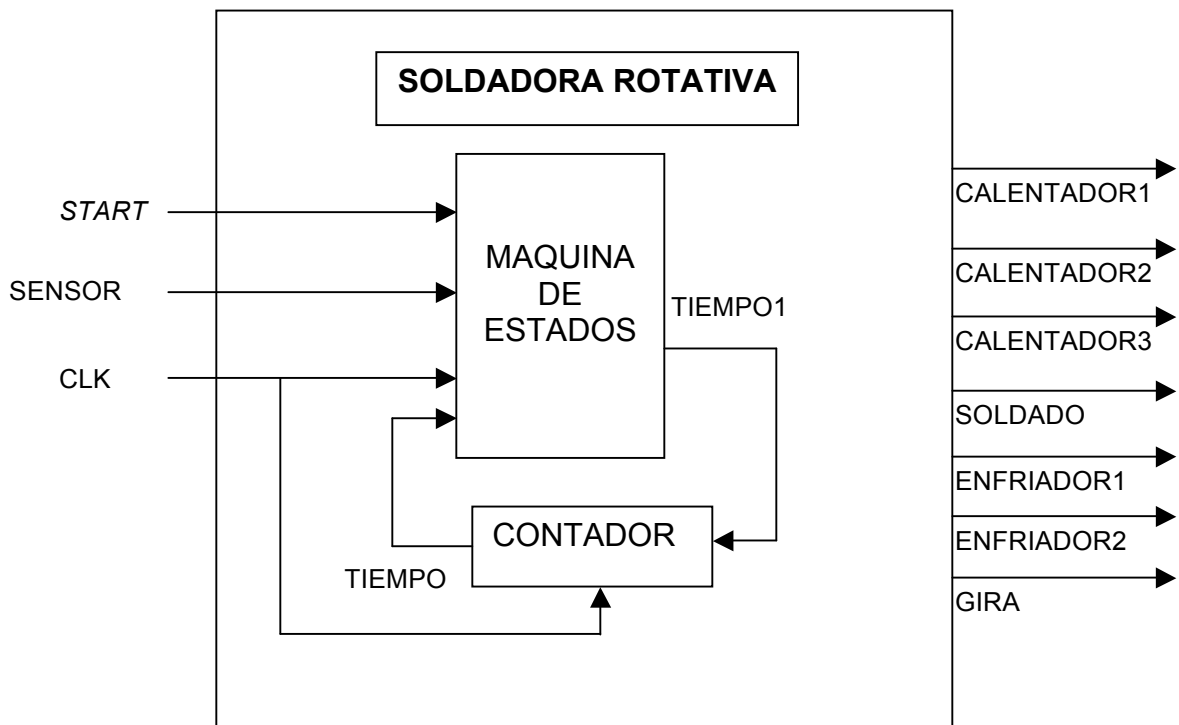 SOLDADORA ROTATIVA
START
SENSOR
CLK
MAQUINA
DE
ESTADOS
TIEMPO1
CONTADOR
TIEMPO
CALENTADOR1
CALENTADOR2
CALENTADOR3
SOLDADO
ENFRIADOR1
ENFRIADOR2
GIRA